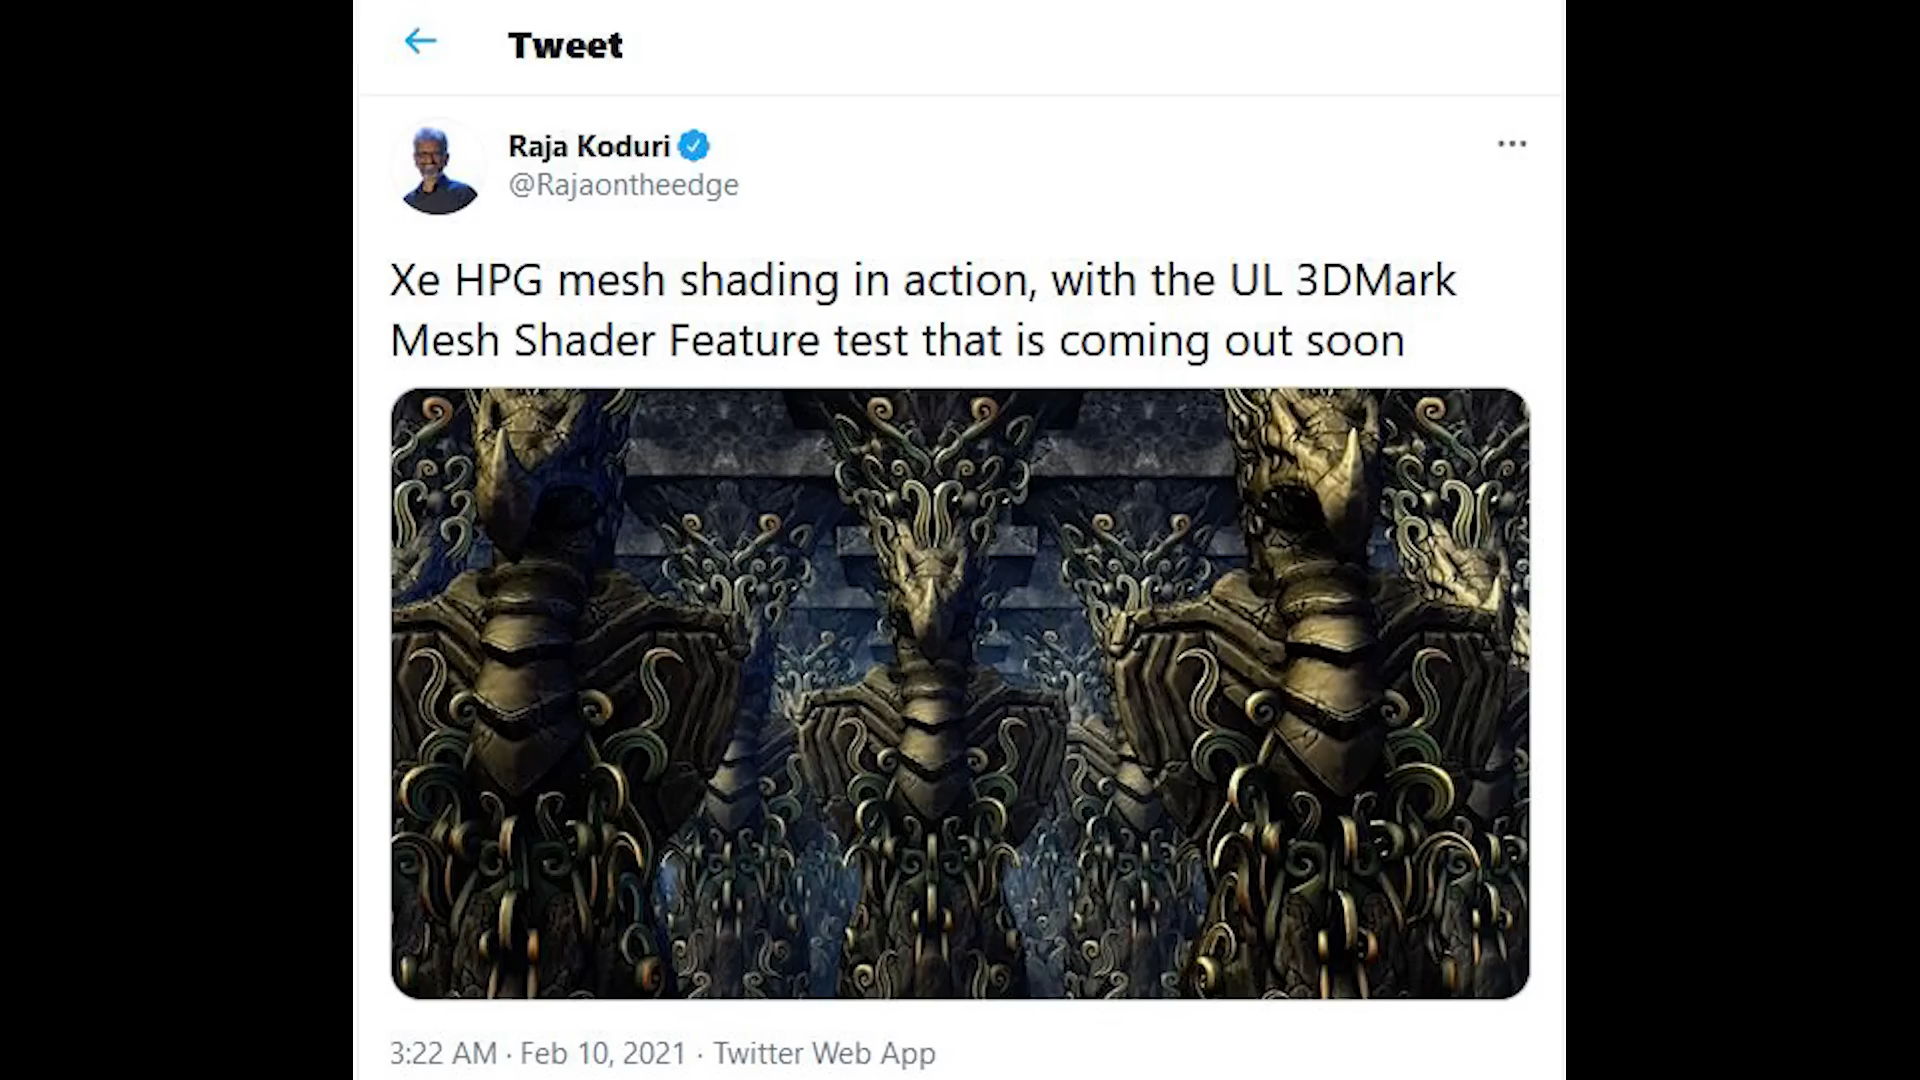 Tweet
Raja Koduri
@Rajaontheedge
Xe HPG mesh shading in action, with the UL 3DMark
Mesh Shader Feature test that is coming out soon
3:22 AM · Feb 10, 2021 · Twitter Web App